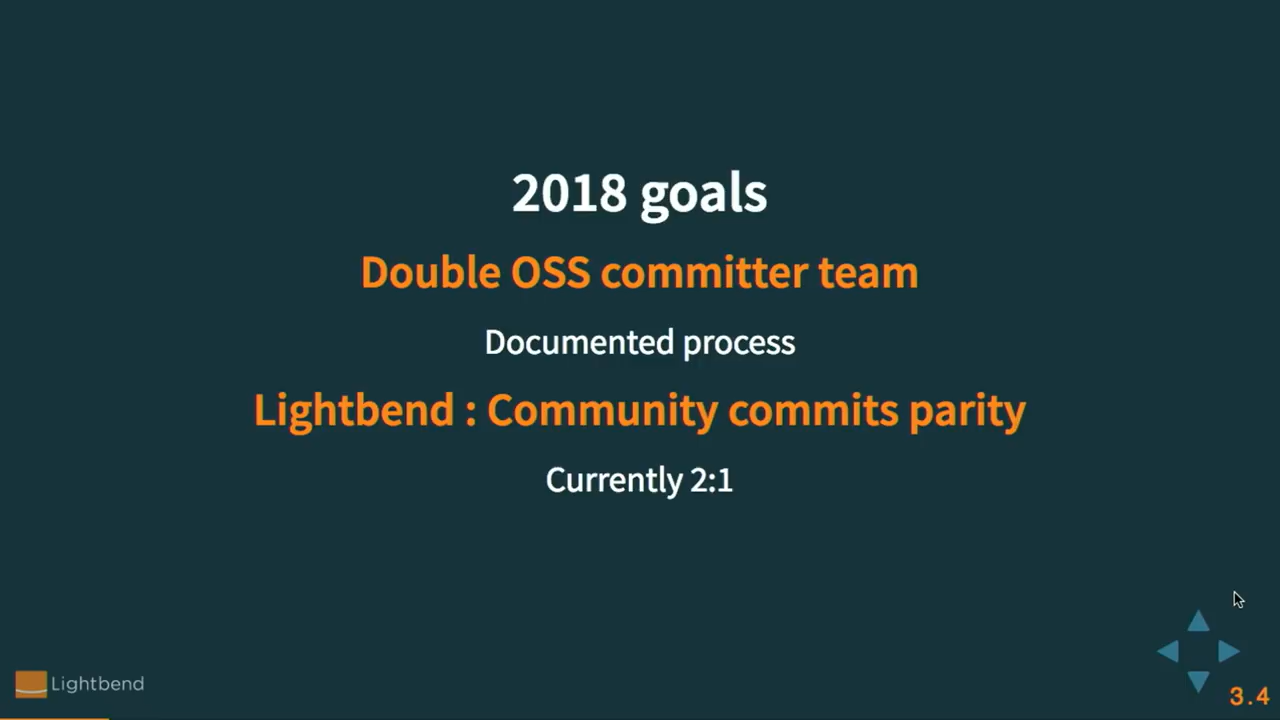 2018 goals
Double OSS committer team
Documented process
Lightbend : Community commits parity
Currently 2:1
Lightbend
3.4